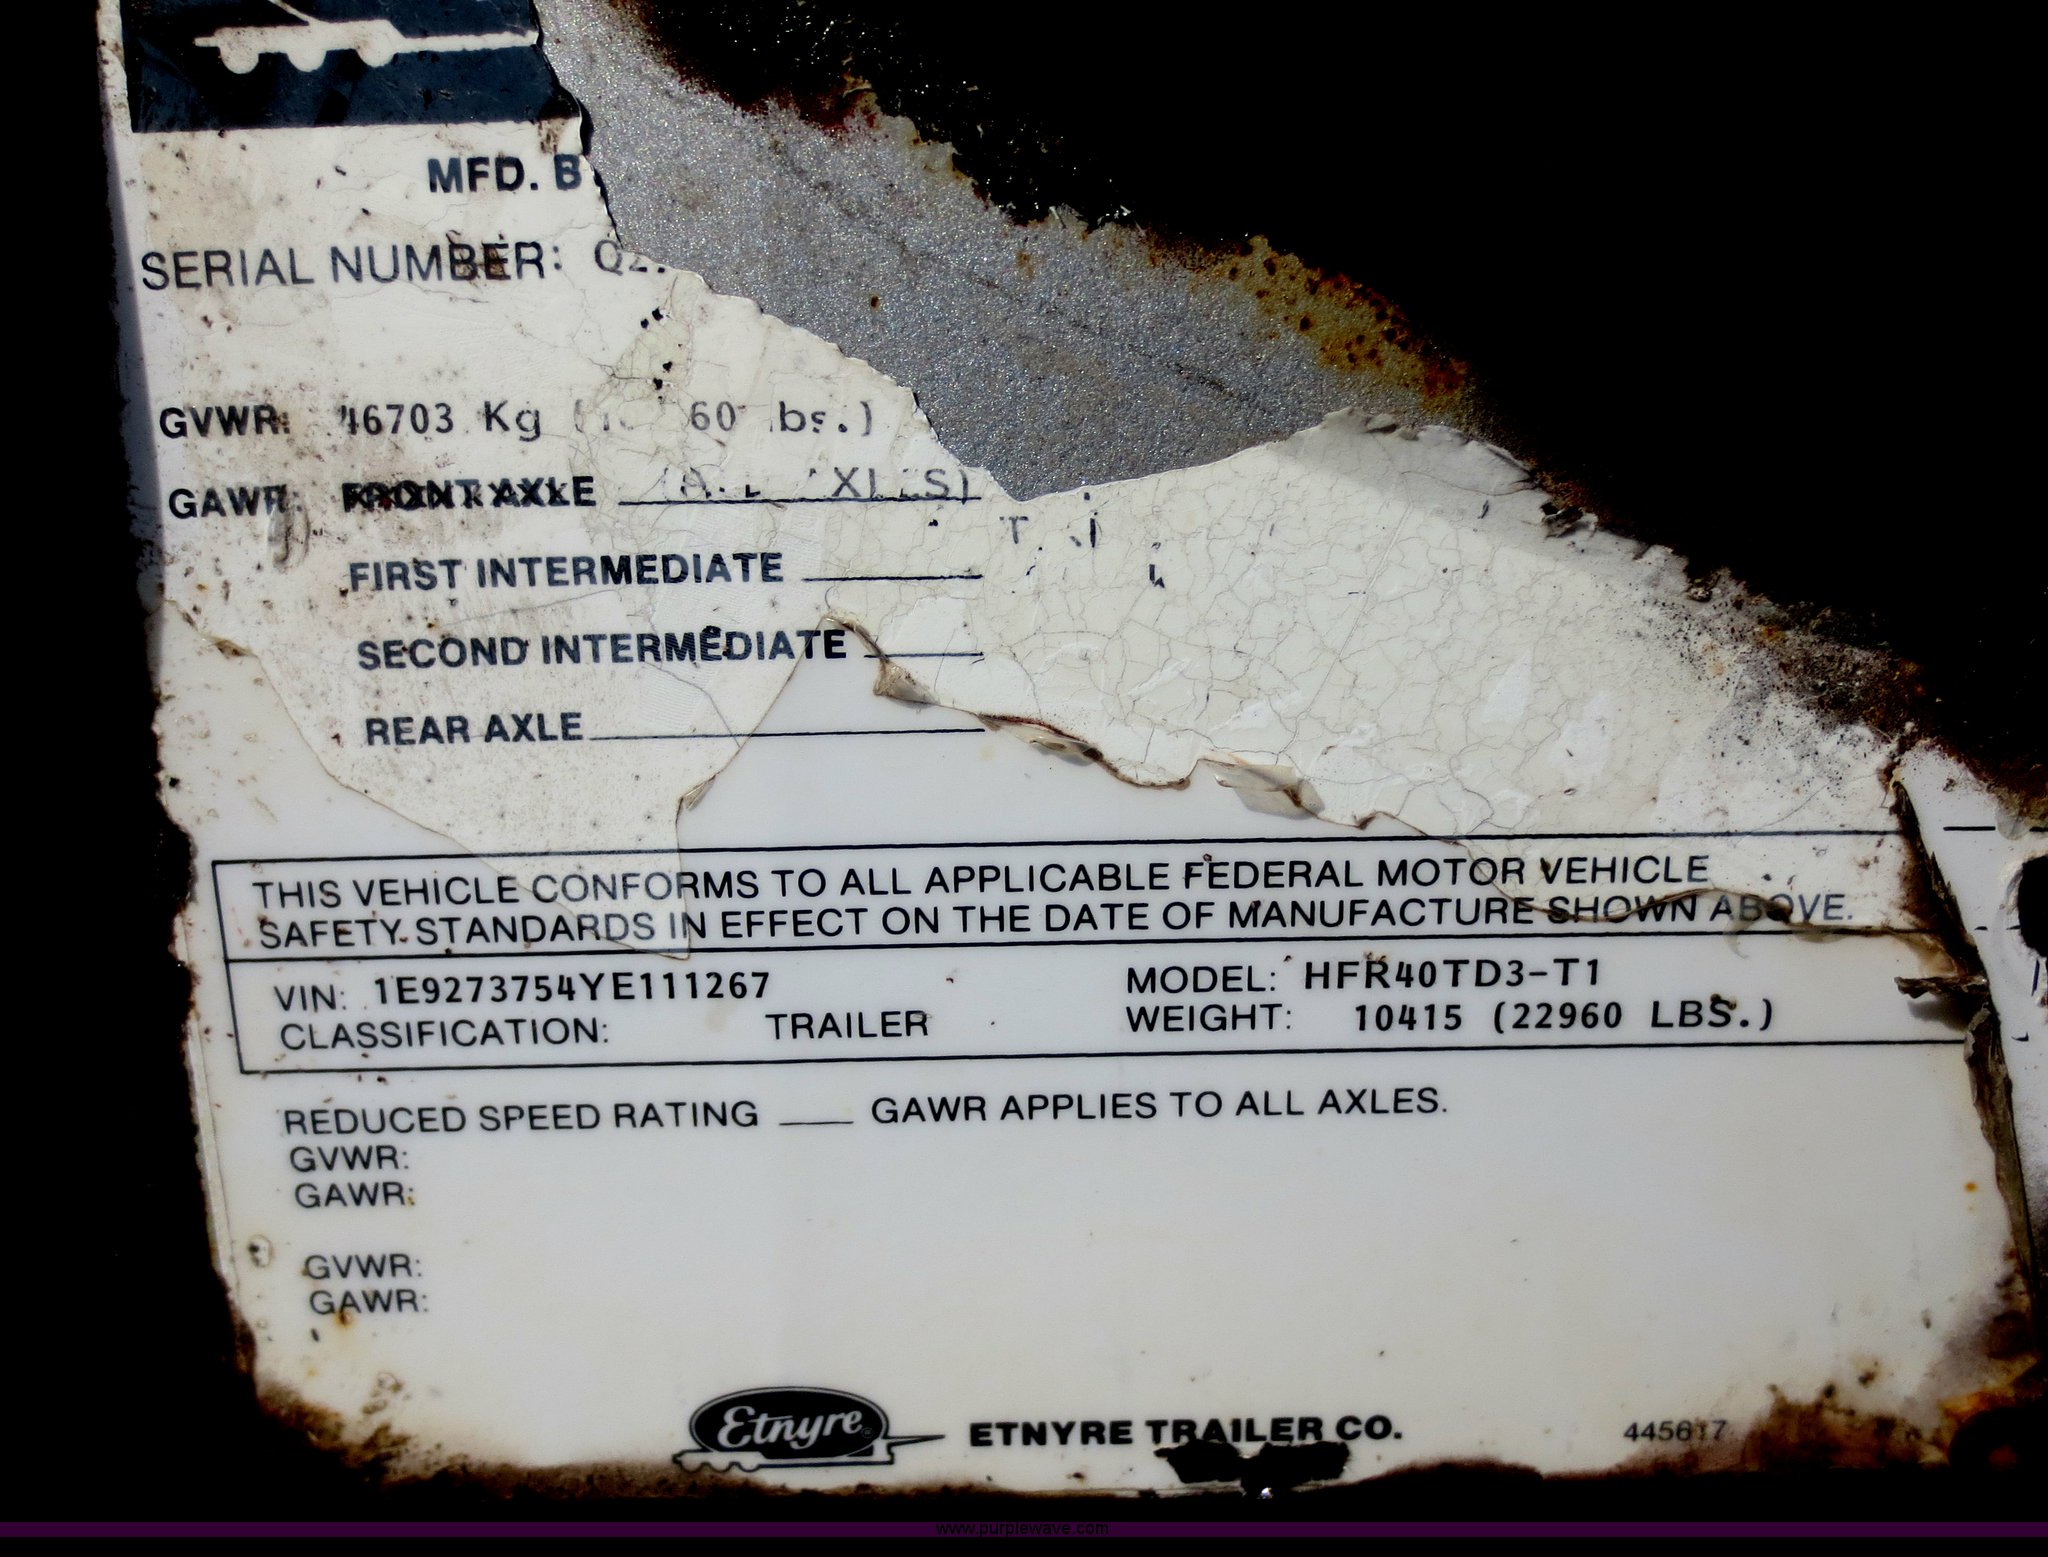 MFD. B
SERIAL NUMBER:
GVWR: 46703 Kg
GAWR: FRONT AXLE
FIRST INTERMEDIATE
SECOND INTERMEDIATE
REAR AXLE
THIS VEHICLE CONFORMS TO ALL APPLICABLE FEDERAL MOTOR VEHICLE
SAFETY STANDARDS IN EFFECT ON THE DATE OF MANUFACTURE SHOWN ABOVE.
VIN: 1E9273754YE111267 MODEL: HFR40TD3-T1
CLASSIFICATION: TRAILER WEIGHT: 10415 (22960 LBS.)
REDUCED SPEED RATING ___ GAWR APPLIES TO ALL AXLES.
GVWR:
GAWR:
GVWR:
GAWR:
Etnyre ® ETNYRE TRAILER CO. 445617
www.purplewave.com